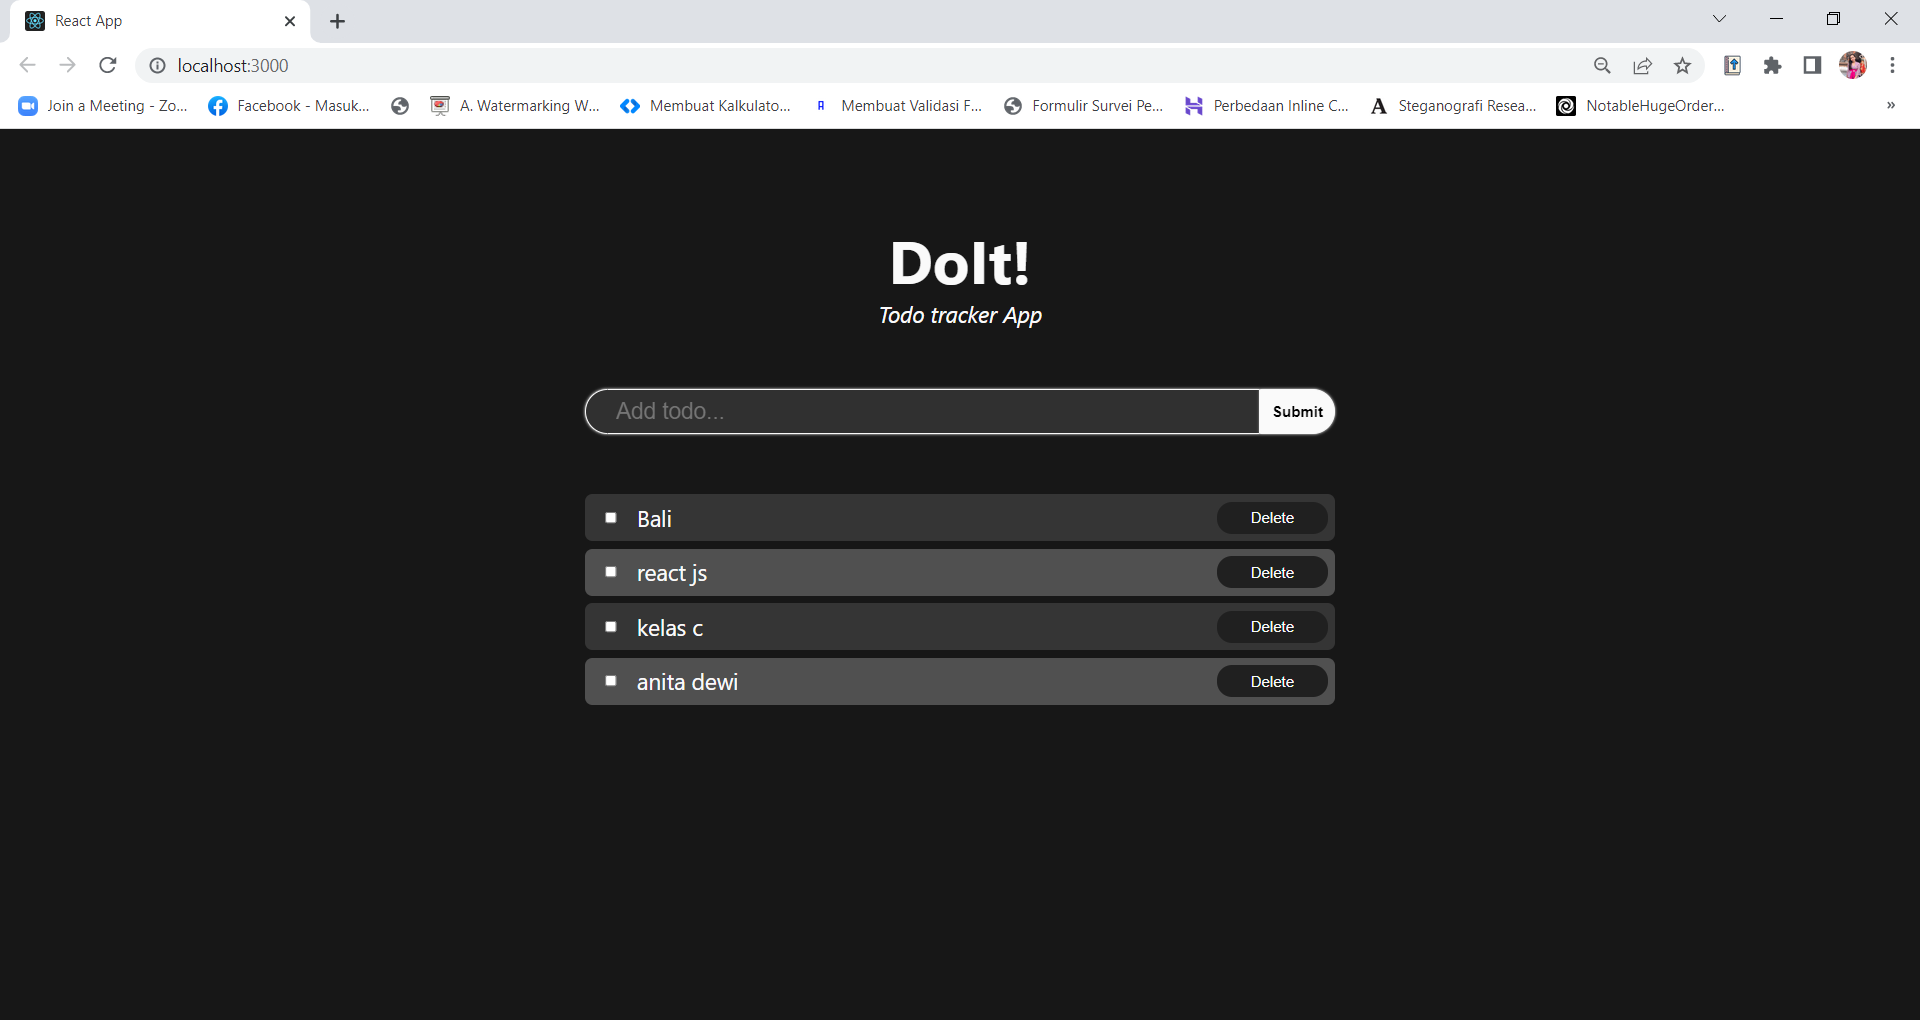 React App
localhost:3000
Join a Meeting - Zo... Facebook - Masuk... A. Watermarking W... Membuat Kalkulato... Membuat Validasi F... Formulir Survei Pe... Perbedaan Inline C... Steganografi Resea... NotableHugeOrder... »
DoIt!
Todo tracker App
Add todo... Submit
Bali Delete
react js Delete
kelas c Delete
anita dewi Delete